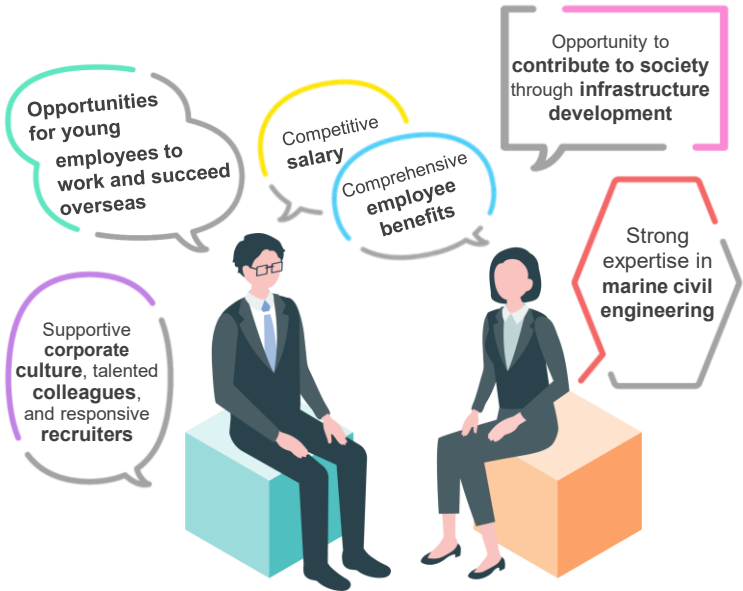 Opportunities
for young
employees to
work and succeed
overseas
Competitive
salary
Comprehensive
employee
benefits
Opportunity to
contribute to society
through infrastructure
development
Supportive
corporate
culture, talented
colleagues,
and responsive
recruiters
Strong
expertise in
marine civil
engineering